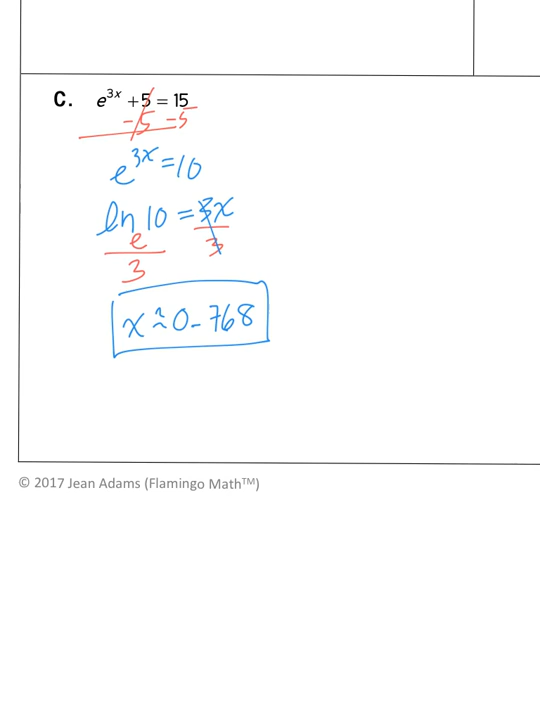 C. e^{3x} + 5 = 15
-5 -5
e^{3x} = 10
ln 10 = 3x
e
3 3
x ≈ 0.768
© 2017 Jean Adams (Flamingo Math™)